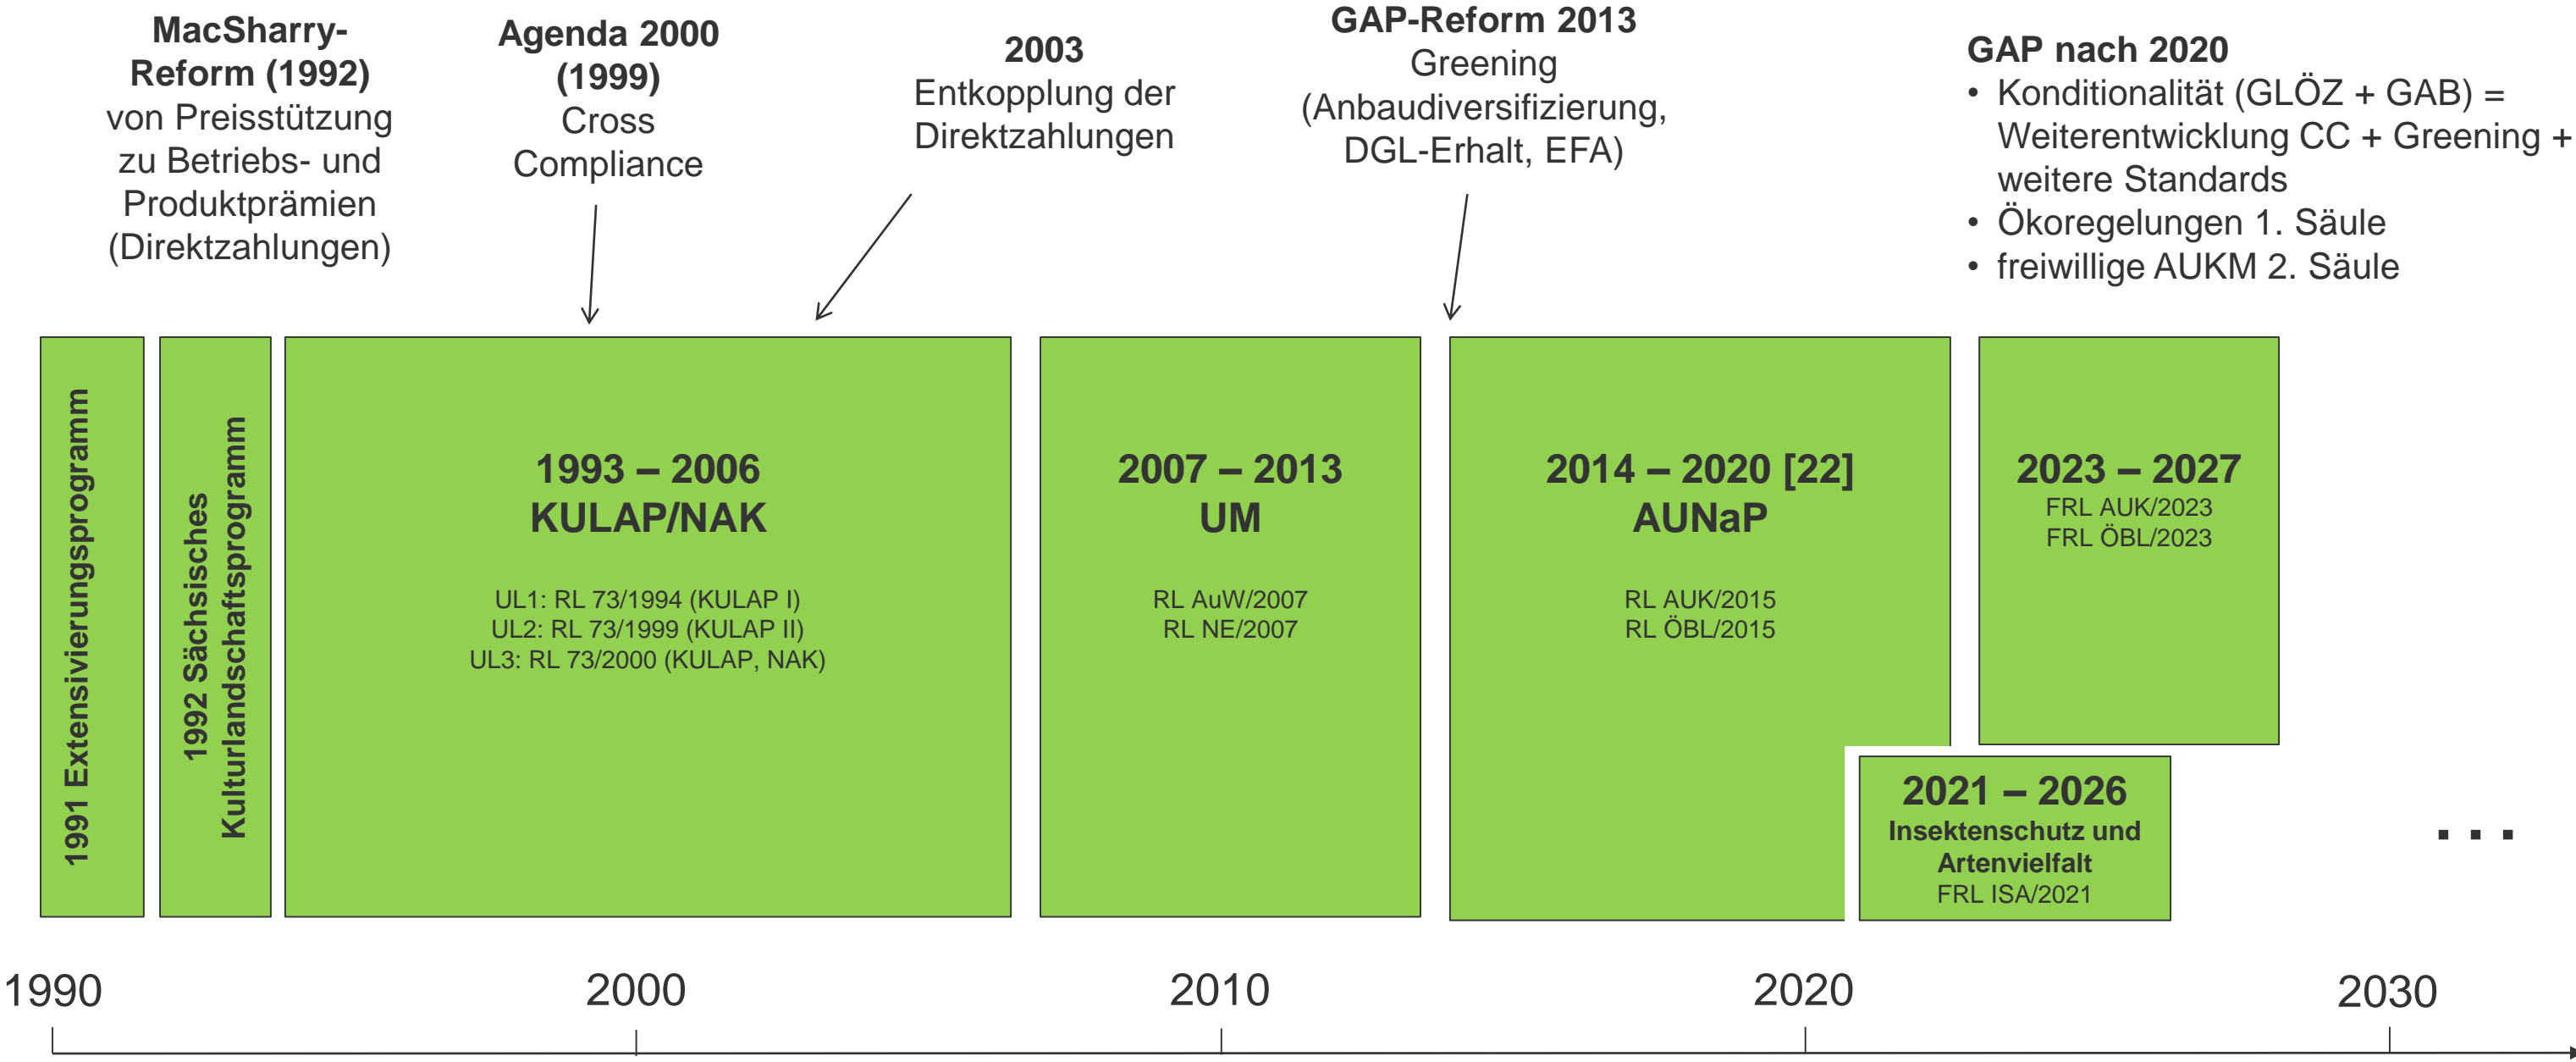 MacSharry-
Reform (1992)
von Preisstützung
zu Betriebs- und
Produktprämien
(Direktzahlungen)
Agenda 2000
(1999)
Cross
Compliance
2003
Entkopplung der
Direktzahlungen
GAP-Reform 2013
Greening
(Anbaudiversifizierung,
DGL-Erhalt, EFA)
GAP nach 2020
• Konditionalität (GLÖZ + GAB) =
Weiterentwicklung CC + Greening +
weitere Standards
• Ökoregelungen 1. Säule
• freiwillige AUKM 2. Säule
1991 Extensivierungsprogramm
1992 Sächsisches
Kulturlandschaftsprogramm
1993 – 2006
KULAP/NAK
UL1: RL 73/1994 (KULAP I)
UL2: RL 73/1999 (KULAP II)
UL3: RL 73/2000 (KULAP, NAK)
2007 – 2013
UM
RL AuW/2007
RL NE/2007
2014 – 2020 [22]
AUNaP
RL AUK/2015
RL ÖBL/2015
2023 – 2027
FRL AUK/2023
FRL ÖBL/2023
2021 – 2026
Insektenschutz und
Artenvielfalt
FRL ISA/2021
...
1990
2000
2010
2020
2030